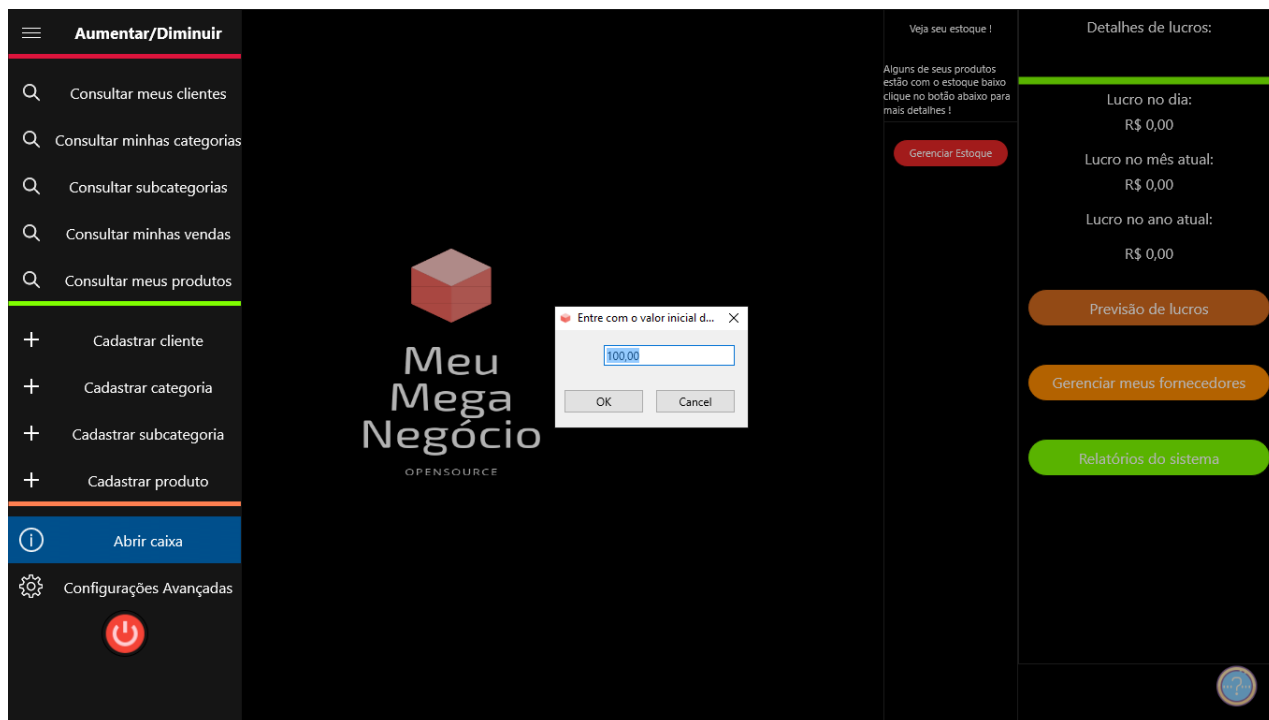 Aumentar/Diminuir
Consultar meus clientes
Consultar minhas categorias
Consultar subcategorias
Consultar minhas vendas
Consultar meus produtos
Cadastrar cliente
Cadastrar categoria
Cadastrar subcategoria
Cadastrar produto
Abrir caixa
Configurações Avançadas
Meu
Mega
Negócio
OPENSOURCE
Entre com o valor inicial d...
100,00
OK
Cancel
Veja seu estoque !
Alguns de seus produtos
estão com o estoque baixo
clique no botão abaixo para
mais detalhes !
Gerenciar Estoque
Detalhes de lucros:
Lucro no dia:
R$ 0,00
Lucro no mês atual:
R$ 0,00
Lucro no ano atual:
R$ 0,00
Previsão de lucros
Gerenciar meus fornecedores
Relatórios do sistema